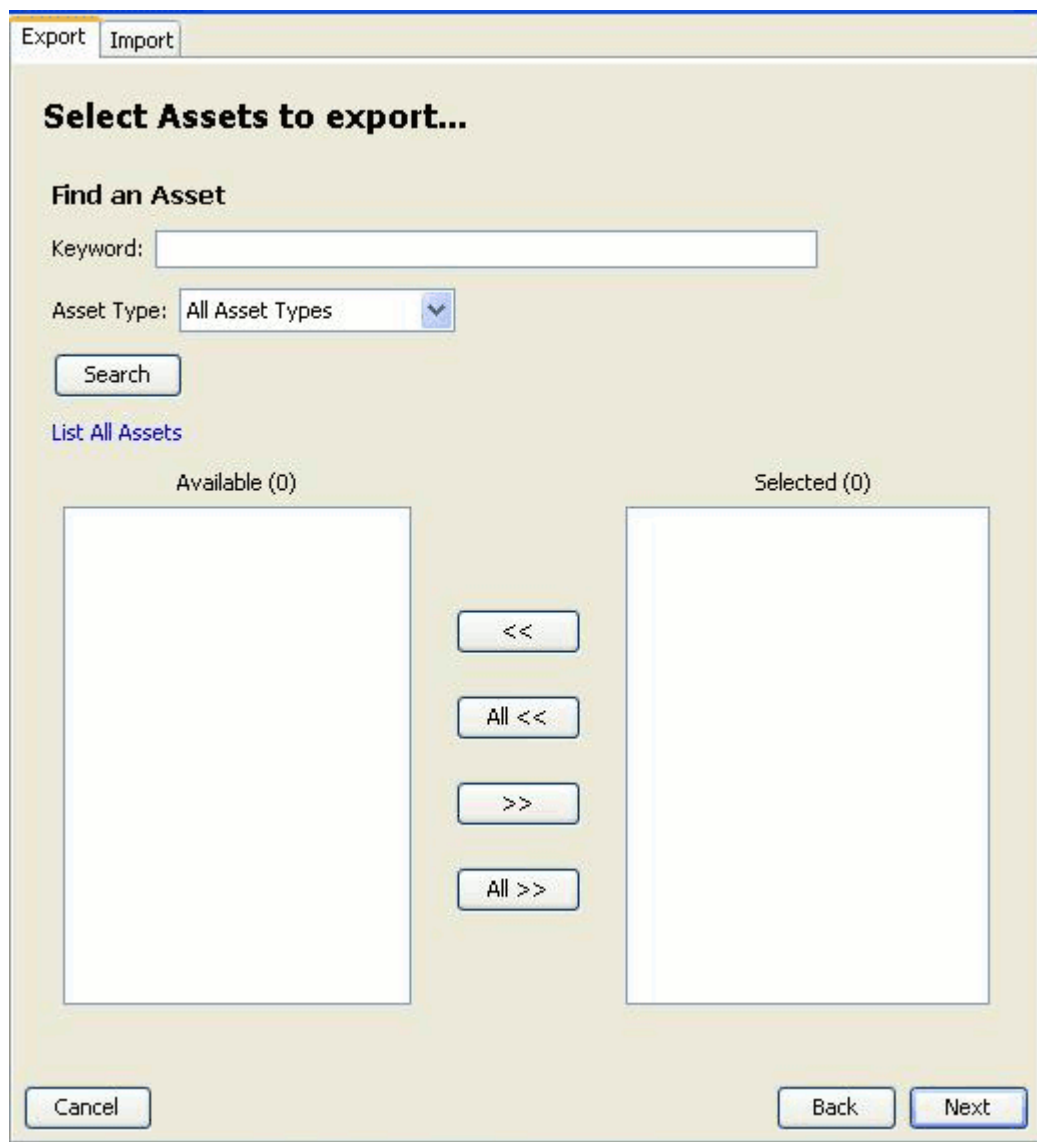 Export Import
Select Assets to export...
Find an Asset
Keyword:
Asset Type: All Asset Types
Search
List All Assets
Available (0) Selected (0)
<<
All <<
>>
All >>
Cancel Back Next